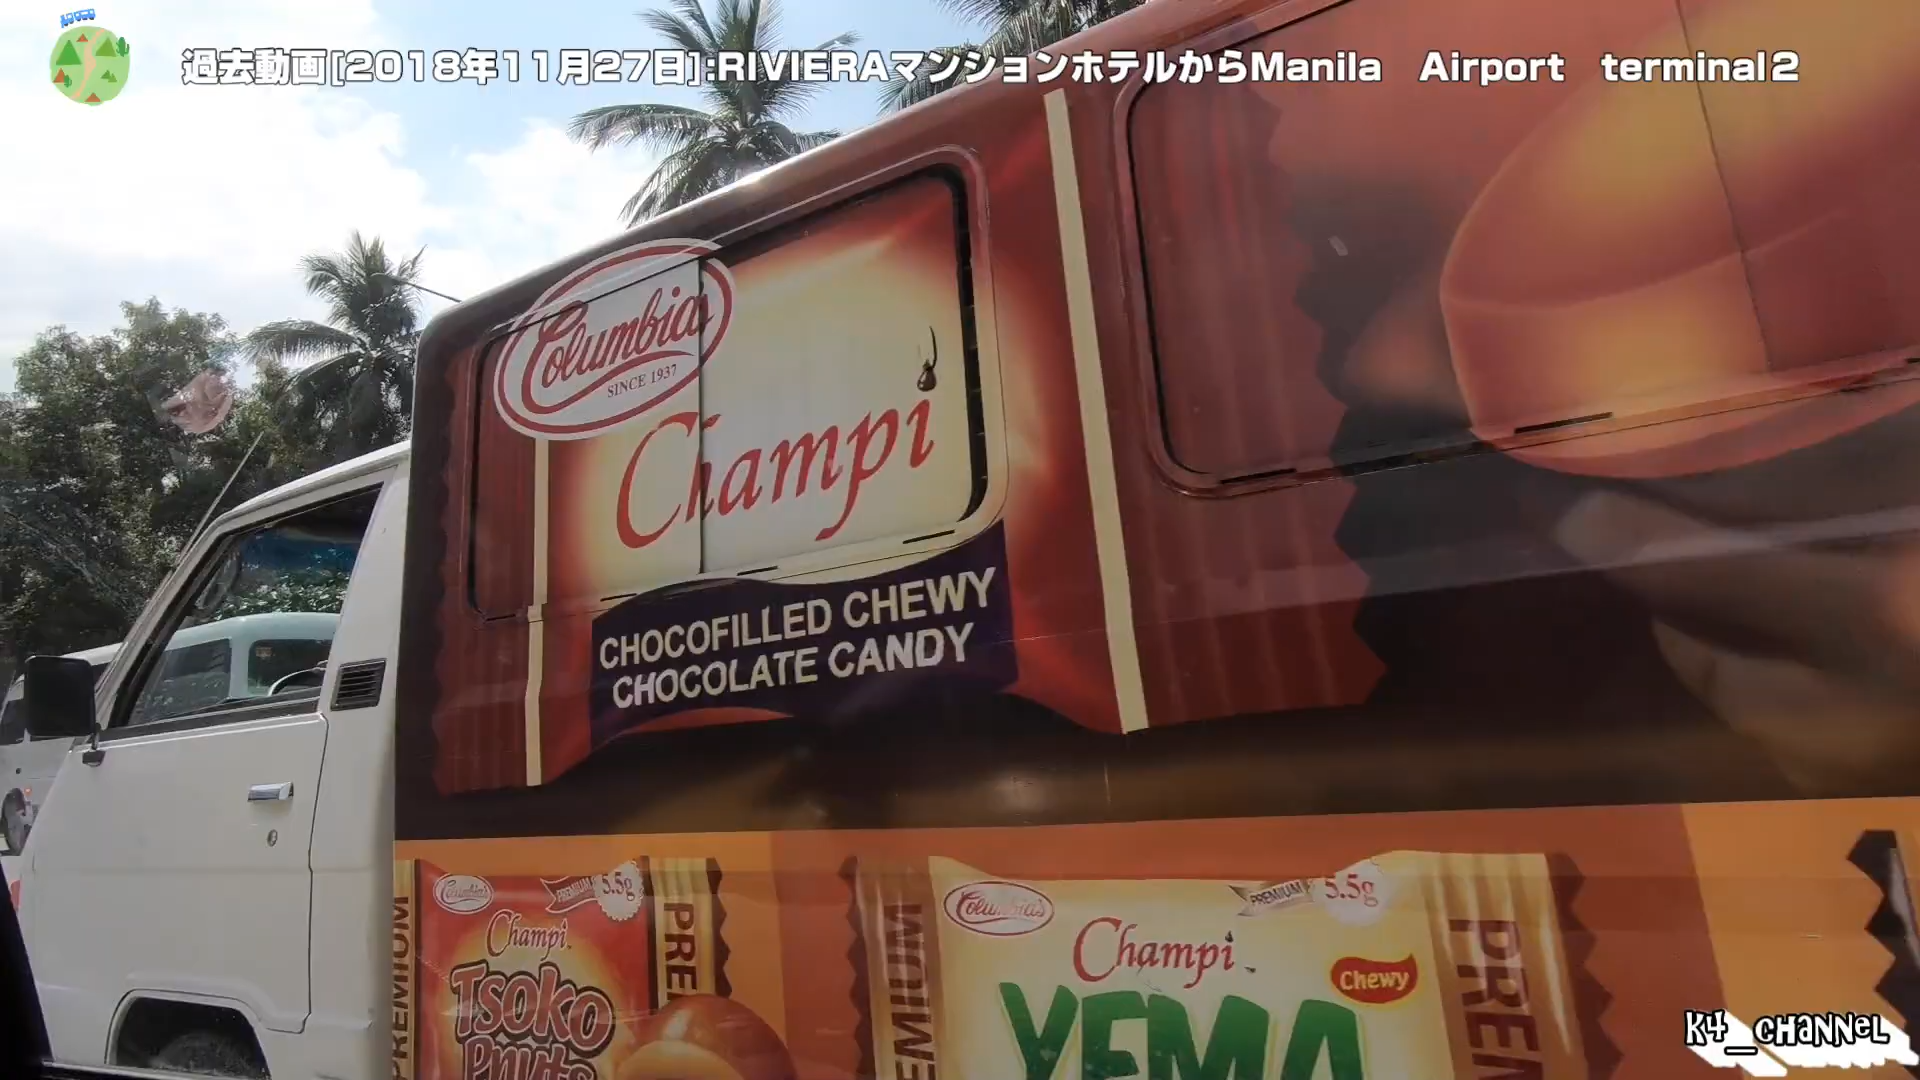 過去動画[2018年11月27日]:RIVIERAマンションホテルからManila　Airport　terminal2
Columbia's
SINCE 1937
Champi
CHOCOFILLED CHEWY
CHOCOLATE CANDY
PREMIUM
Columbia's
PREMIUM
5.5g
Champi
TSOKO
PNUTS
PRE
EMIUM
Columbia's
PREMIUM
5.5g
Champi
Chewy
YEMA
PREM
K4_CHANNEL